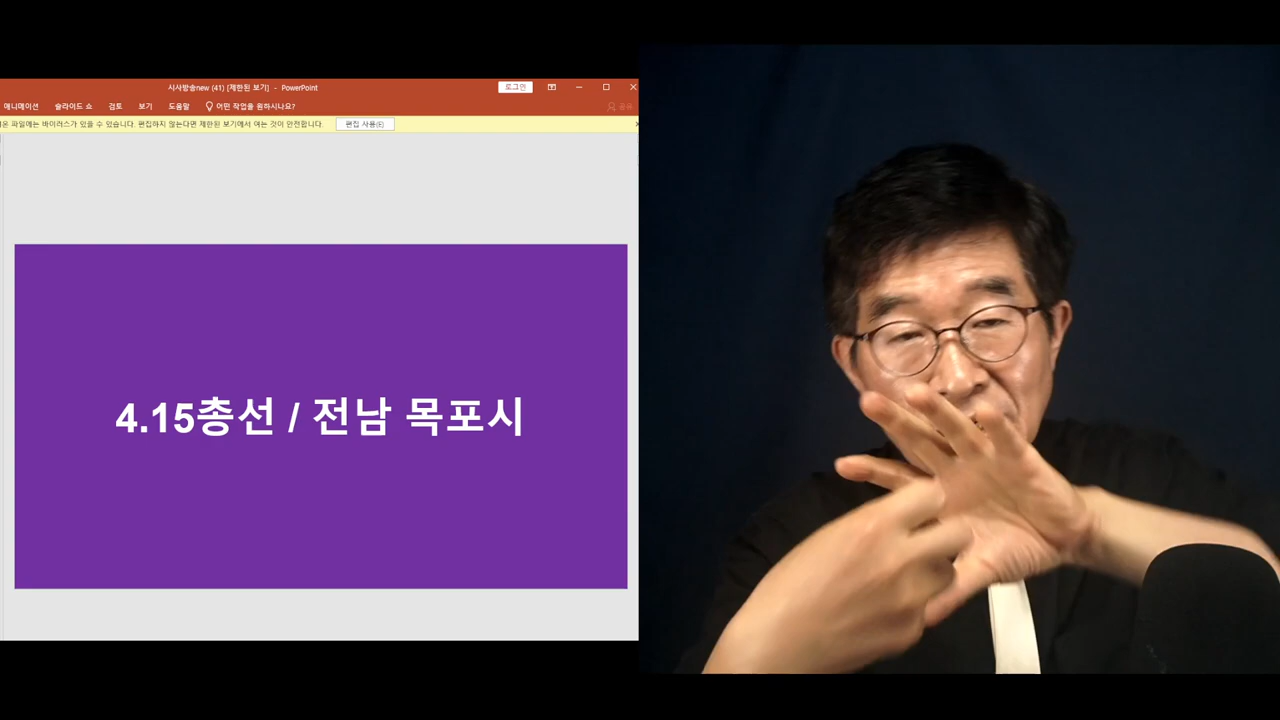 시사방송new (41) [제한된 보기] - PowerPoint
로그인
애니메이션 슬라이드 쇼 검토 보기 도움말 어떤 작업을 원하시나요? 공유
파일에는 바이러스가 있을 수 있습니다. 편집하지 않는다면 제한된 보기에서 여는 것이 안전합니다. 편집 사용(E)
4.15총선 / 전남 목포시